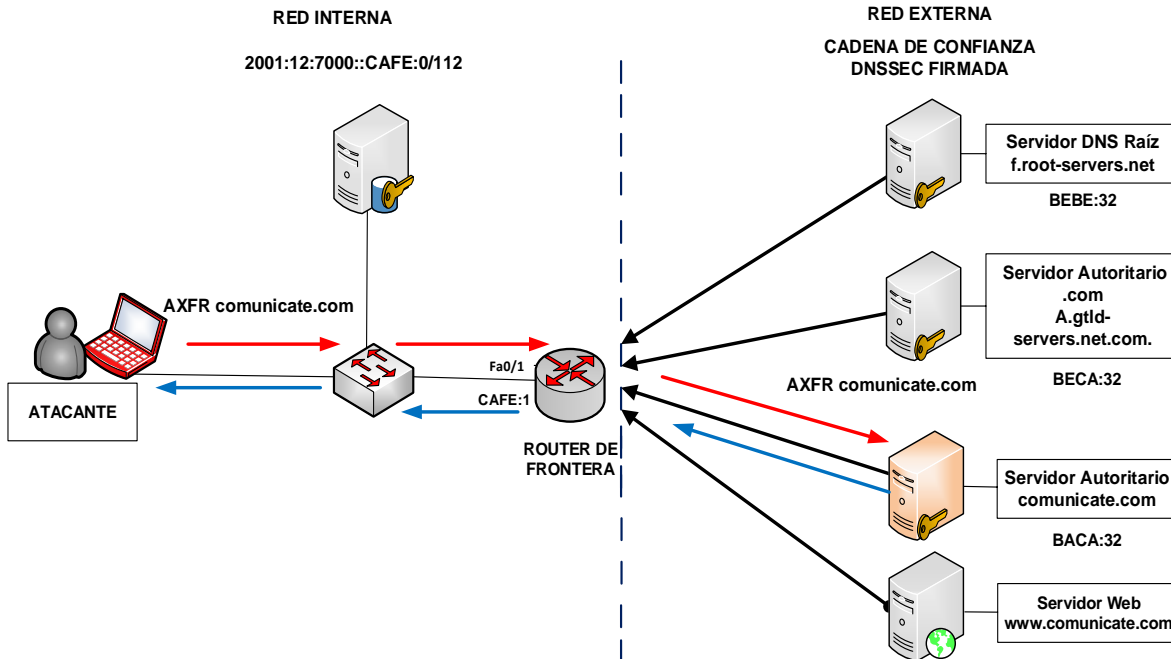 RED INTERNA
2001:12:7000::CAFE:0/112
RED EXTERNA
CADENA DE CONFIANZA
DNSSEC FIRMADA
Servidor DNS Raíz
f.root-servers.net
BEBE:32
AXFR comunicate.com
Servidor Autoritario
.com
A.gtld-
servers.net.com.
BECA:32
Fa0/1
CAFE:1
ATACANTE
ROUTER DE
FRONTERA
AXFR comunicate.com
Servidor Autoritario
comunicate.com
BACA:32
Servidor Web
www.comunicate.com